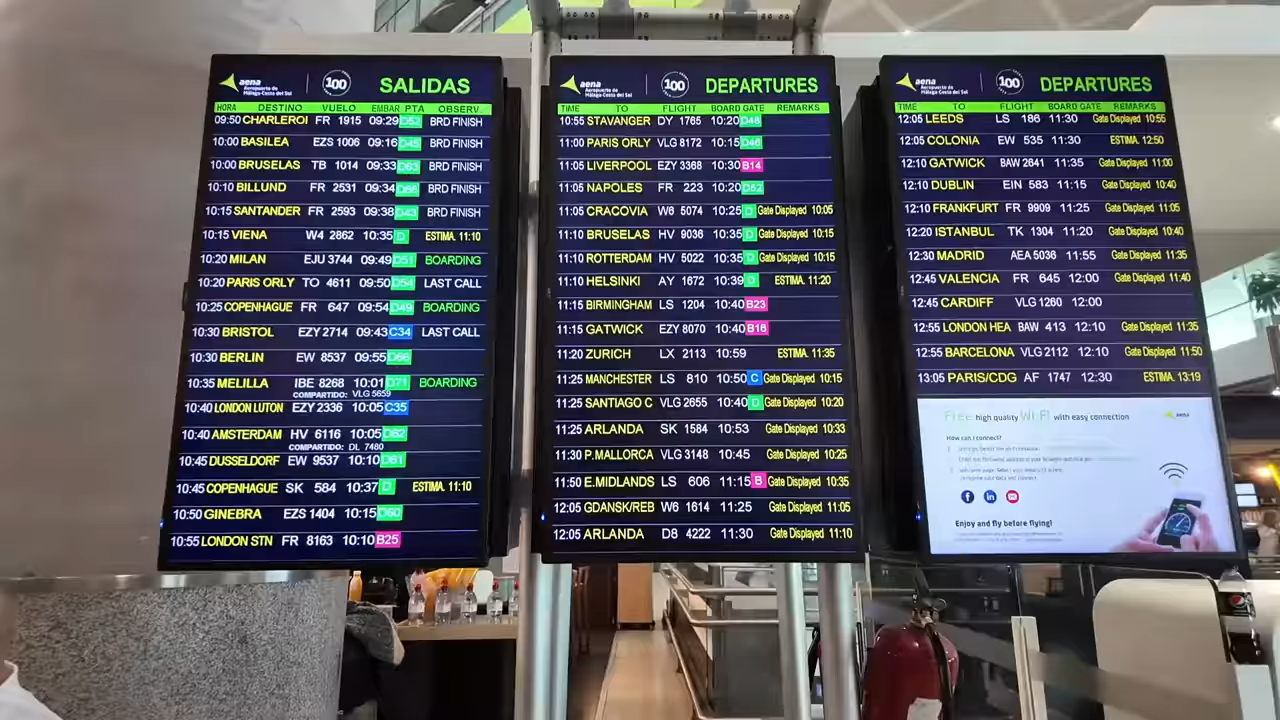 aena
Aeropuerto de
Málaga-Costa del Sol
100
SALIDAS
HORA DESTINO VUELO EMBAR PTA OBSERV.
09:50 CHARLEROI FR 1915 09:29 D52 BRD FINISH
10:00 BASILEA EZS 1006 09:16 D45 BRD FINISH
10:00 BRUSELAS TB 1014 09:33 D63 BRD FINISH
10:10 BILLUND FR 2531 09:34 BRD FINISH
10:15 SANTANDER FR 2593 09:38 D43 BRD FINISH
10:15 VIENA W4 2862 10:35 D ESTIMA. 11:10
10:20 MILAN EJU 3744 09:49 D51 BOARDING
10:20 PARIS ORLY TO 4611 09:50 D54 LAST CALL
10:25 COPENHAGUE FR 647 09:54 D49 BOARDING
10:30 BRISTOL EZY 2714 09:43 C34 LAST CALL
10:30 BERLIN EW 8537 09:55 D66
10:35 MELILLA IBE 8268 10:01 D71 BOARDING
COMPARTIDO: VLG 5659
10:40 LONDON LUTON EZY 2336 10:05 C35
10:40 AMSTERDAM HV 6116 10:05 D62
COMPARTIDO: DL 7480
10:45 DUSSELDORF EW 9537 10:10 D61
10:45 COPENHAGUE SK 584 10:37 D ESTIMA. 11:10
10:50 GINEBRA EZS 1404 10:15 D60
10:55 LONDON STN FR 8163 10:10 B25
aena
Aeropuerto de
Málaga-Costa del Sol
100
DEPARTURES
TIME TO FLIGHT BOARD GATE REMARKS
10:55 STAVANGER DY 1765 10:20 D48
11:00 PARIS ORLY VLG 8172 10:15 D46
11:05 LIVERPOOL EZY 3368 10:30 B14
11:05 NAPOLES FR 223 10:20 D52
11:05 CRACOVIA W6 5074 10:25 D Gate Displayed 10:05
11:10 BRUSELAS HV 9036 10:35 D Gate Displayed 10:15
11:10 ROTTERDAM HV 5022 10:35 D Gate Displayed 10:15
11:10 HELSINKI AY 1672 10:39 D ESTIMA. 11:20
11:15 BIRMINGHAM LS 1204 10:40 B23
11:15 GATWICK EZY 8070 10:40 B16
11:20 ZURICH LX 2113 10:59 ESTIMA. 11:35
11:25 MANCHESTER LS 810 10:50 C Gate Displayed 10:15
11:25 SANTIAGO C VLG 2655 10:40 D Gate Displayed 10:20
11:25 ARLANDA SK 1584 10:53 Gate Displayed 10:33
11:30 P.MALLORCA VLG 3148 10:45 Gate Displayed 10:25
11:50 E.MIDLANDS LS 606 11:15 B Gate Displayed 10:35
12:05 GDANSK/REB W6 1614 11:25 Gate Displayed 11:05
12:05 ARLANDA D8 4222 11:30 Gate Displayed 11:10
aena
Aeropuerto de
Málaga-Costa del Sol
100
DEPARTURES
TIME TO FLIGHT BOARD GATE REMARKS
12:05 LEEDS LS 186 11:30 Gate Displayed 10:55
12:05 COLONIA EW 535 11:30 ESTIMA. 12:50
12:10 GATWICK BAW 2641 11:35 Gate Displayed 11:00
12:10 DUBLIN EIN 583 11:15 Gate Displayed 10:40
12:10 FRANKFURT FR 9909 11:25 Gate Displayed 11:05
12:20 ISTANBUL TK 1304 11:20 Gate Displayed 10:40
12:30 MADRID AEA 5036 11:55 Gate Displayed 11:35
12:45 VALENCIA FR 645 12:00 Gate Displayed 11:40
12:45 CARDIFF VLG 1260 12:00
12:55 LONDON HEA BAW 413 12:10 Gate Displayed 11:35
12:55 BARCELONA VLG 2112 12:10 Gate Displayed 11:50
13:05 PARIS/CDG AF 1747 12:30 ESTIMA. 13:19
Free high quality Wi-Fi with easy connection
aena
How can I connect?
Enjoy and fly before flying!